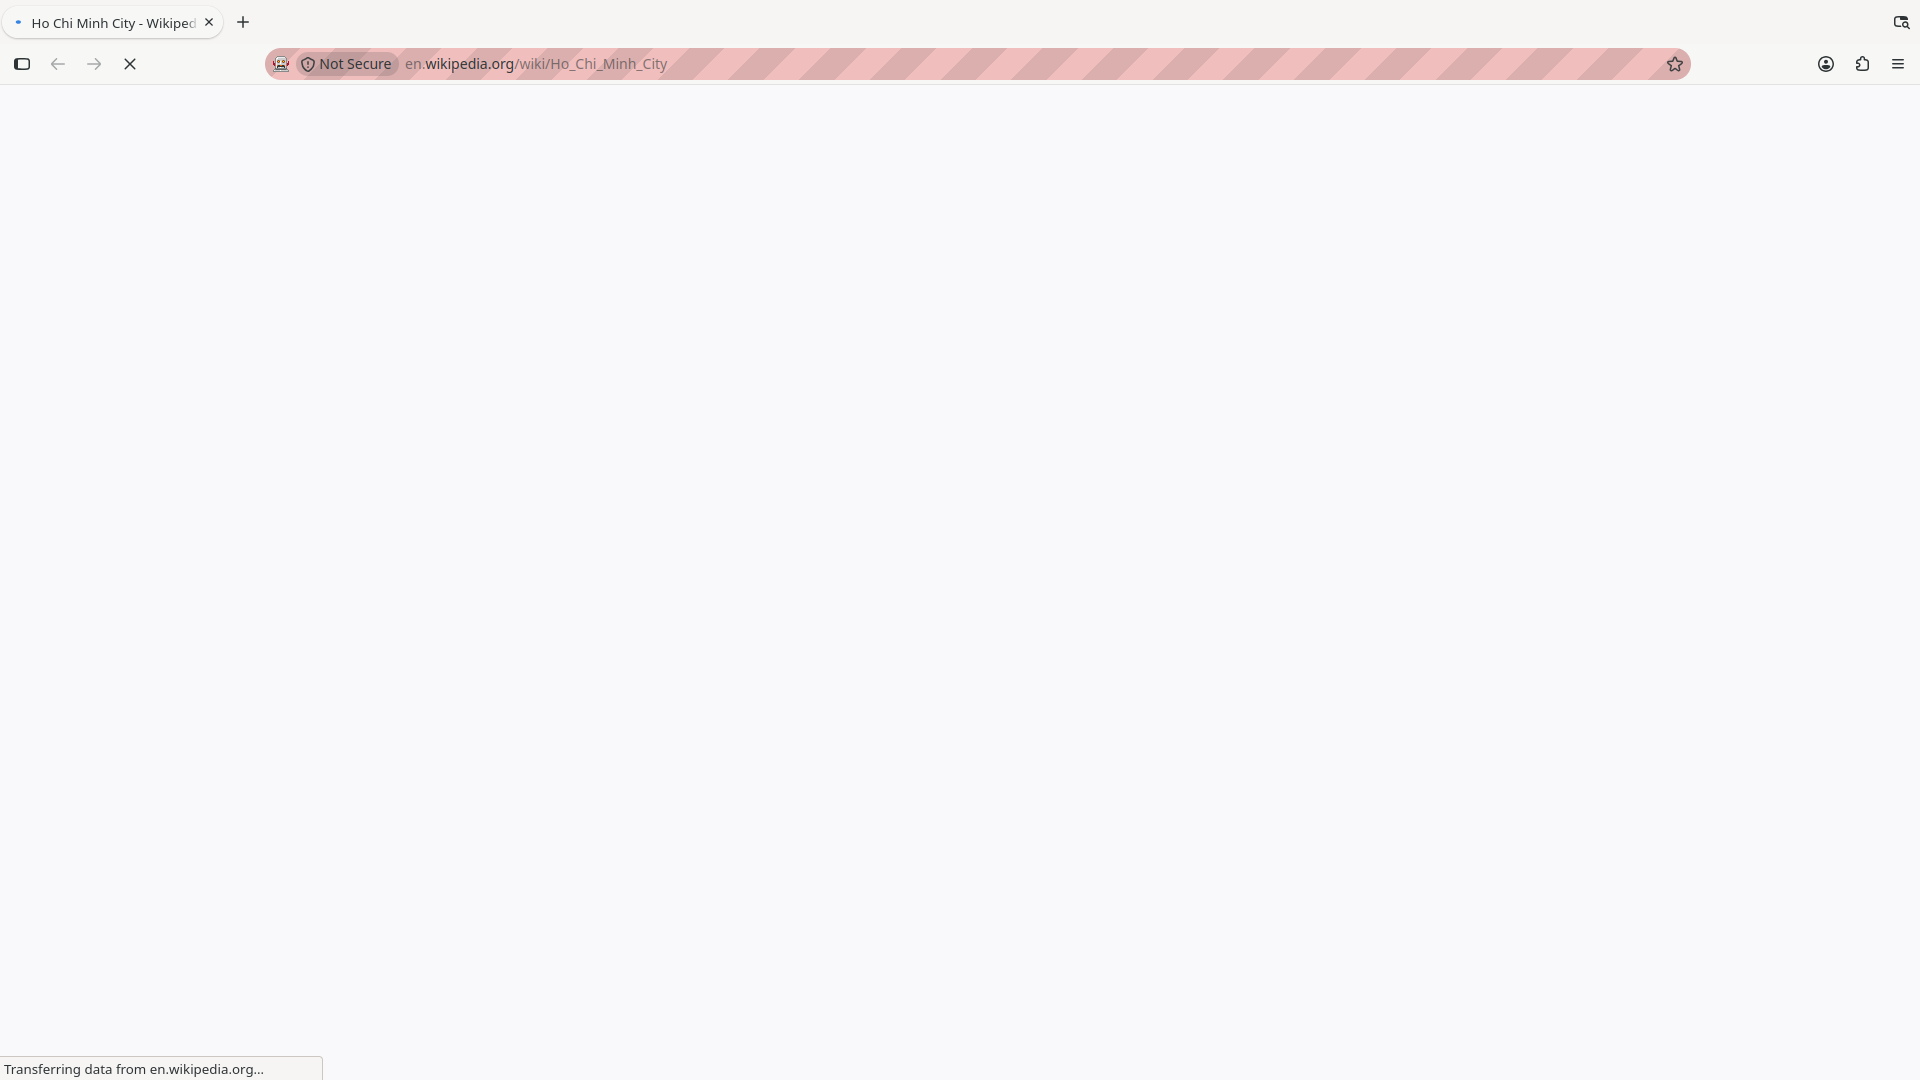 Ho Chi Minh City - Wikiped
Not Secure
en.wikipedia.org/wiki/Ho_Chi_Minh_City
Transferring data from en.wikipedia.org...